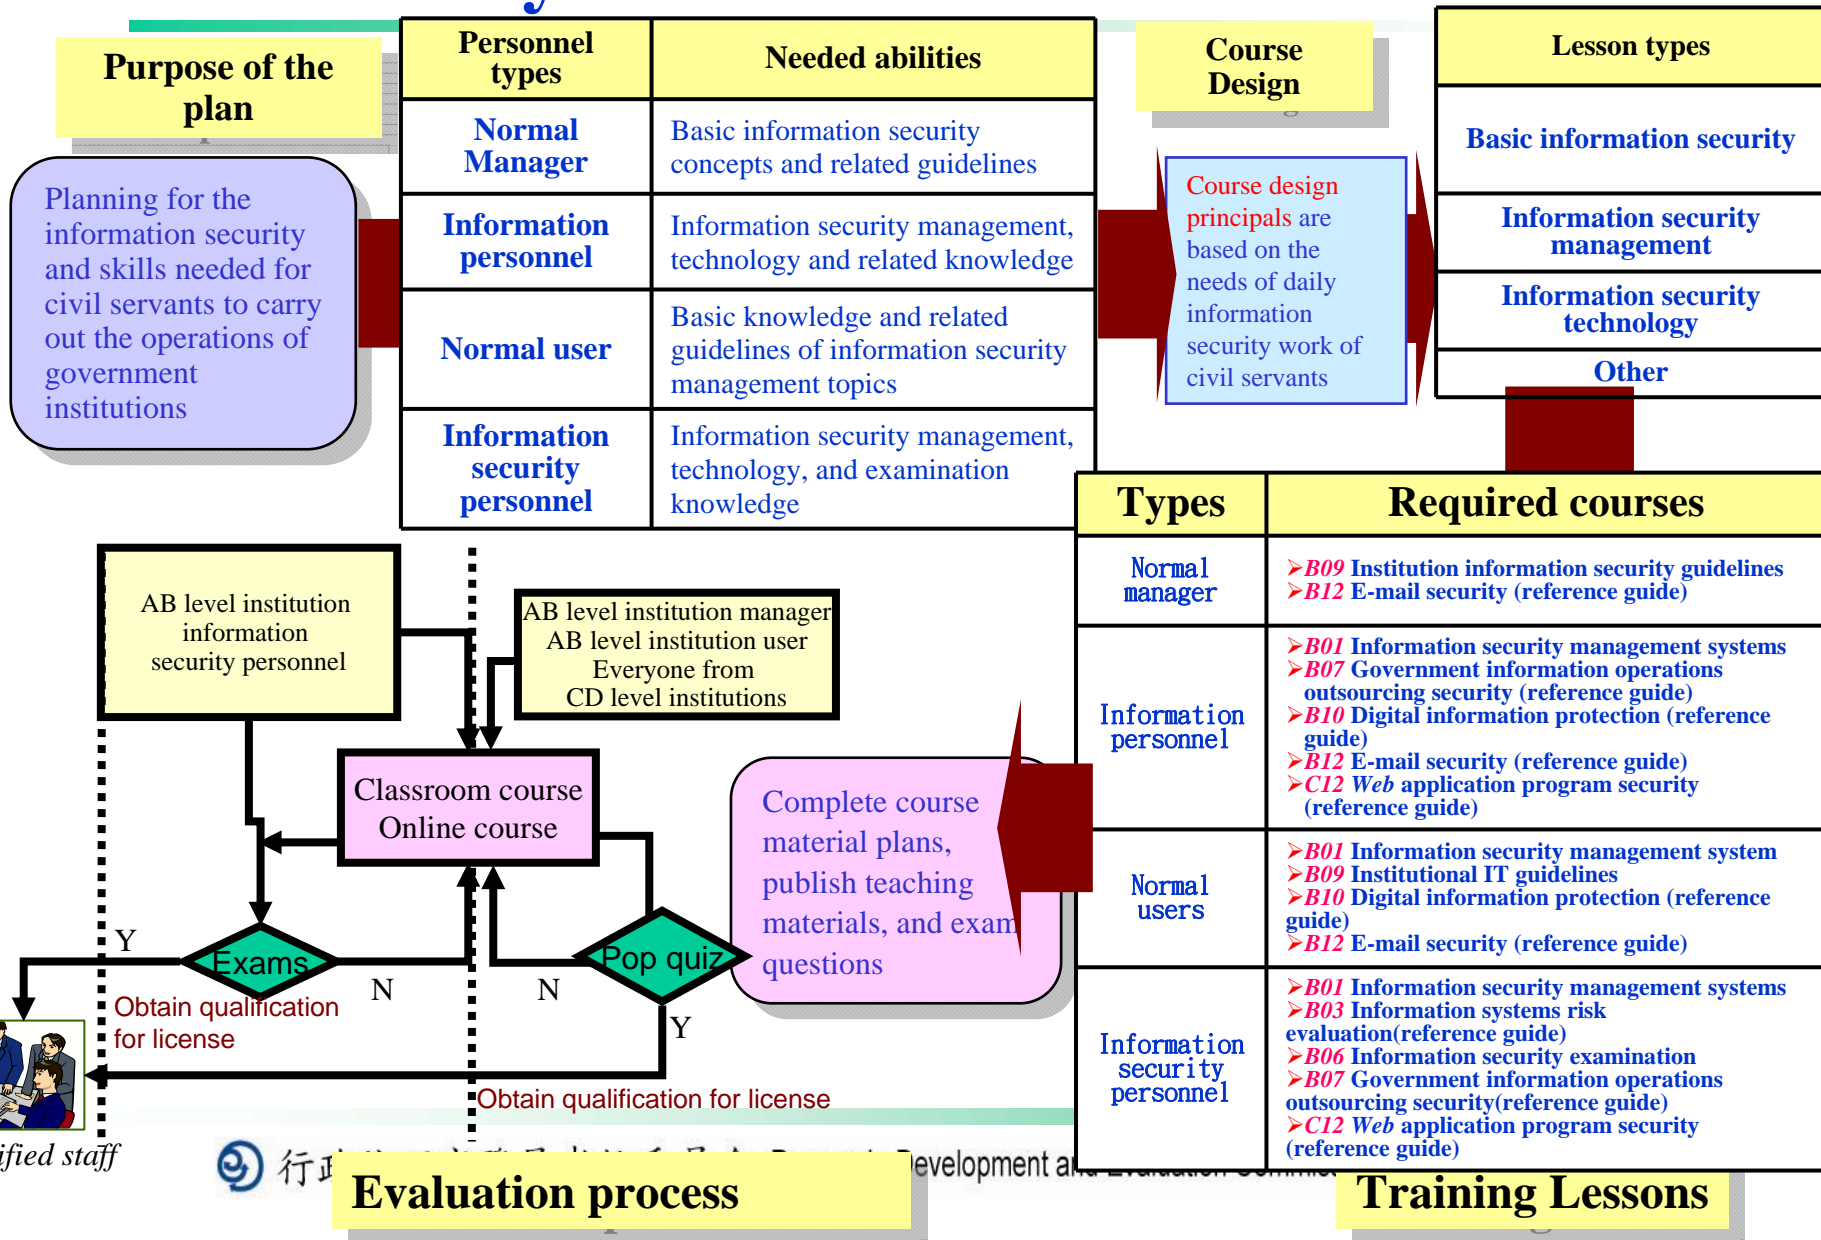 Purpose of the
plan
Planning for the
information security
and skills needed for
civil servants to carry
out the operations of
government
institutions
Personnel
types
Needed abilities
Normal
Manager
Basic information security
concepts and related guidelines
Information
personnel
Information security management,
technology and related knowledge
Normal user
Basic knowledge and related
guidelines of information security
management topics
Information
security
personnel
Information security management,
technology, and examination
knowledge
Course
Design
Course design
principals are
based on the
needs of daily
information
security work of
civil servants
Lesson types
Basic information security
Information security
management
Information security
technology
Other
Types
Required courses
Normal
manager
➢B09 Institution information security guidelines
➢B12 E-mail security (reference guide)
Information
personnel
➢B01 Information security management systems
➢B07 Government information operations
outsourcing security (reference guide)
➢B10 Digital information protection (reference
guide)
➢B12 E-mail security (reference guide)
➢C12 Web application program security
(reference guide)
Normal
users
➢B01 Information security management system
➢B09 Institutional IT guidelines
➢B10 Digital information protection (reference
guide)
➢B12 E-mail security (reference guide)
Information
security
personnel
➢B01 Information security management systems
➢B03 Information systems risk
evaluation(reference guide)
➢B06 Information security examination
➢B07 Government information operations
outsourcing security(reference guide)
➢C12 Web application program security
(reference guide)
Training Lessons
Complete course
material plans,
publish teaching
materials, and exam
questions
AB level institution
information
security personnel
AB level institution manager
AB level institution user
Everyone from
CD level institutions
Classroom course
Online course
Exams
Y
N
Pop quiz
N
Y
Obtain qualification
for license
Obtain qualification for license
ified staff
行政
Development and Evaluation
Evaluation process